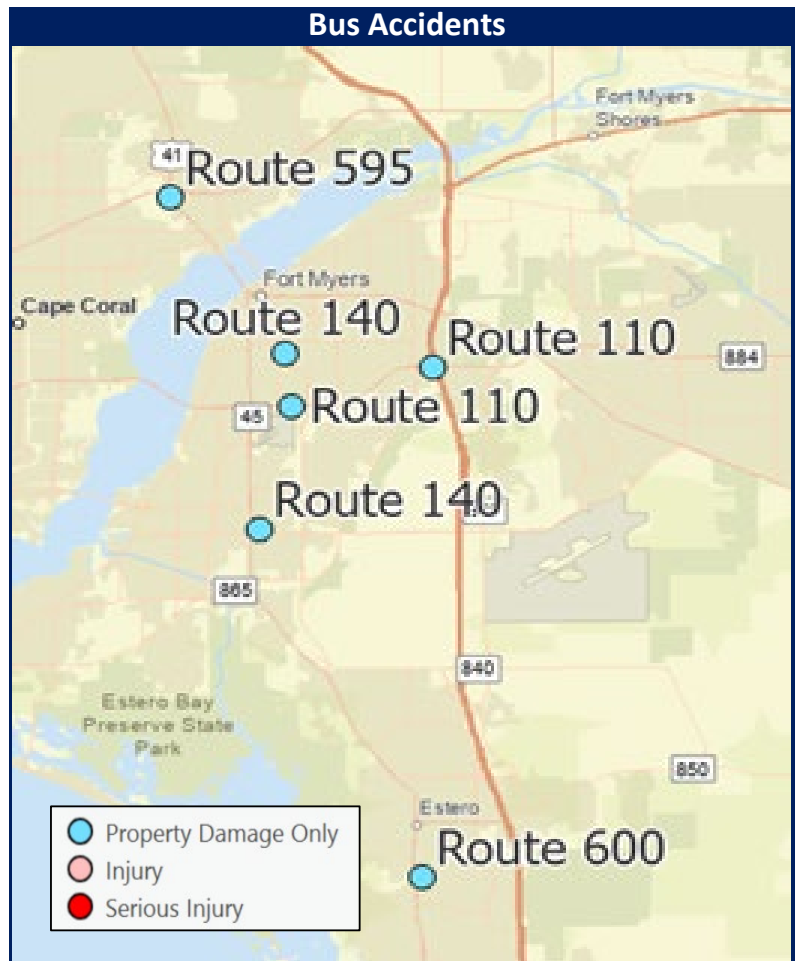 Bus Accidents
Fort Myers
Shores
41
Route 595
Fort Myers
Cape Coral
Route 140
Route 110
884
45
Route 110
Route 140
865
840
Estero Bay
Preserve State
Park
850
Estero
Route 600
Property Damage Only
Injury
Serious Injury